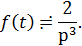 f(t) ≓ 2/p³.